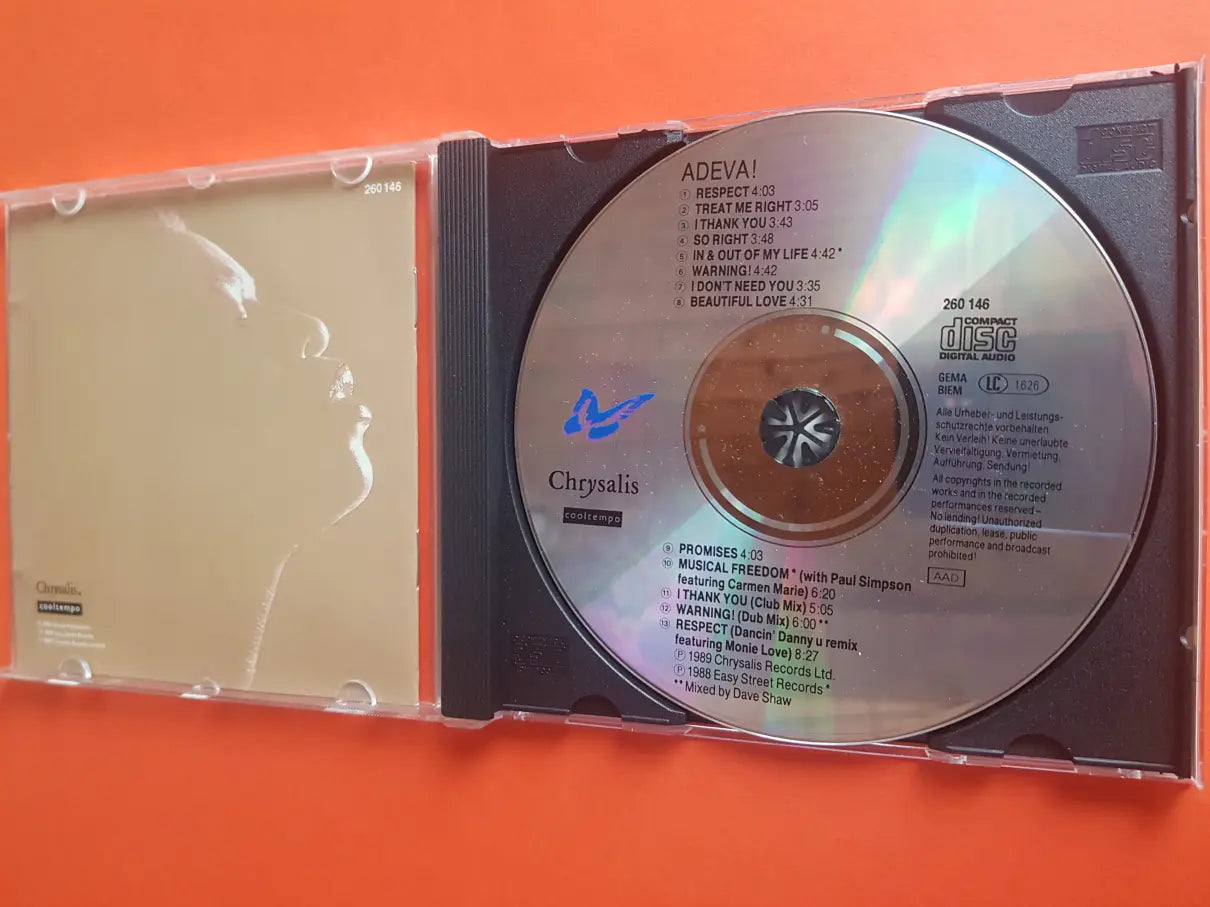 260 146
Chrysalis.
cooltempo
ADEVA!
1 RESPECT 4:03
2 TREAT ME RIGHT 3:05
3 I THANK YOU 3:43
4 SO RIGHT 3:48
5 IN & OUT OF MY LIFE 4:42*
6 WARNING! 4:42
7 I DON'T NEED YOU 3:35
8 BEAUTIFUL LOVE 4:31
260 146
COMPACT
disc
DIGITAL AUDIO
GEMA
BIEM
LC 1626
Alle Urheber- und Leistungs-
schutzrechte vorbehalten
Kein Verleih! Keine unerlaubte
Vervielfältigung, Vermietung,
Aufführung, Sendung!
All copyrights in the recorded
works and in the recorded
performances reserved –
No lending! Unauthorized
duplication, lease, public
performance and broadcast
prohibited!
AAD
Chrysalis
cooltempo
9 PROMISES 4:03
10 MUSICAL FREEDOM* (with Paul Simpson
featuring Carmen Marie) 6:20
11 I THANK YOU (Club Mix) 5:05
12 WARNING! (Dub Mix) 6:00**
13 RESPECT (Dancin' Danny u remix
featuring Monie Love) 8:27
℗ 1989 Chrysalis Records Ltd.
℗ 1988 Easy Street Records*
** Mixed by Dave Shaw